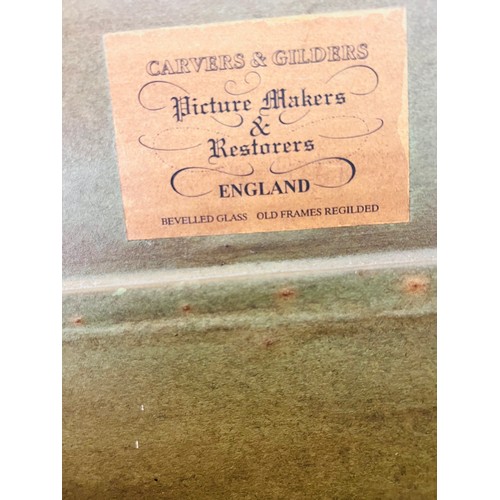 CARVERS & GILDERS
Picture Makers
&
Restorers
ENGLAND
BEVELLED GLASS OLD FRAMES REGILDED